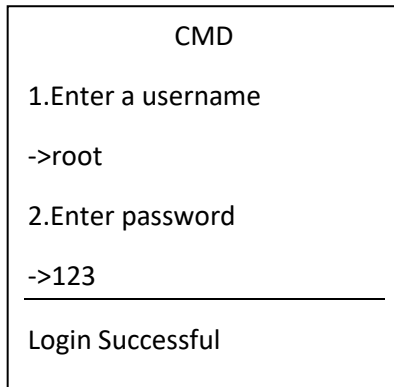 CMD
1.Enter a username
->root
2.Enter password
->123
Login Successful